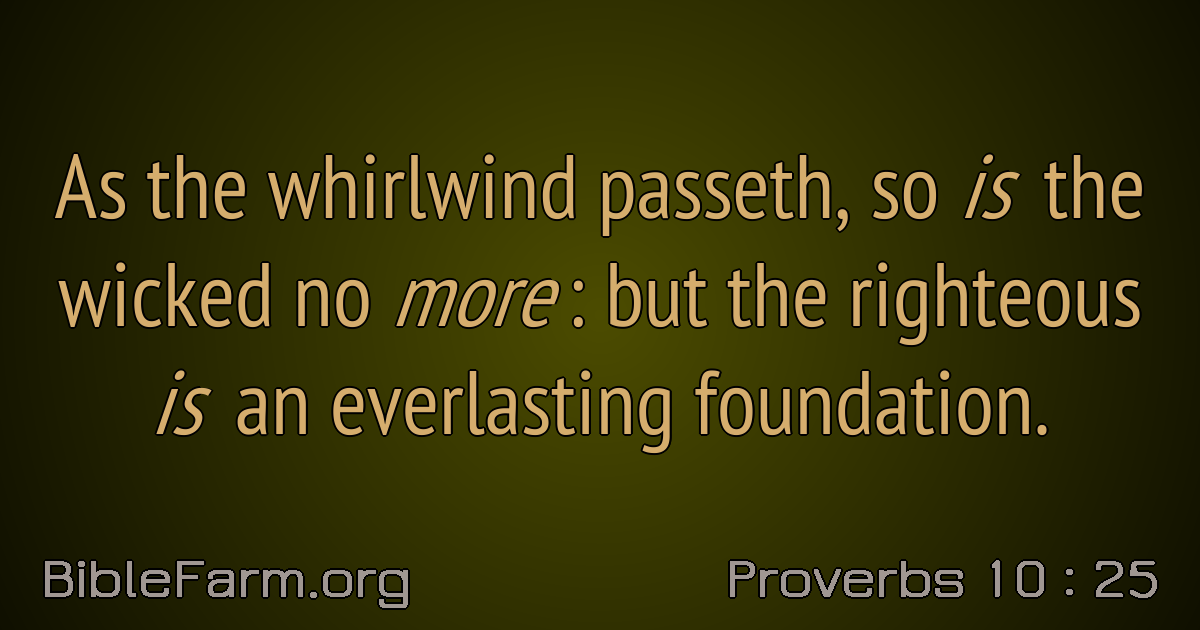 As the whirlwind passeth, so is the
wicked no more: but the righteous
is an everlasting foundation.
BibleFarm.org
Proverbs 10 : 25